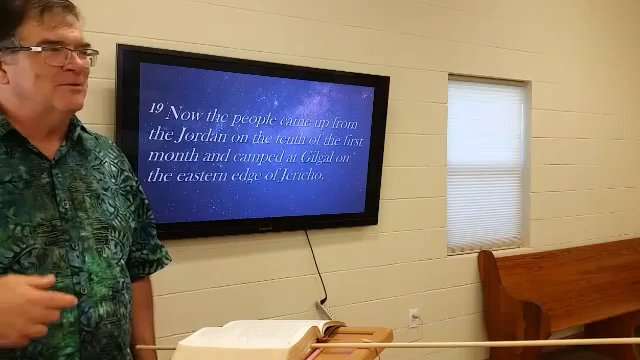 19 Now the people came up from
the Jordan on the tenth of the first
month and camped at Gilgal on
the eastern edge of Jericho.